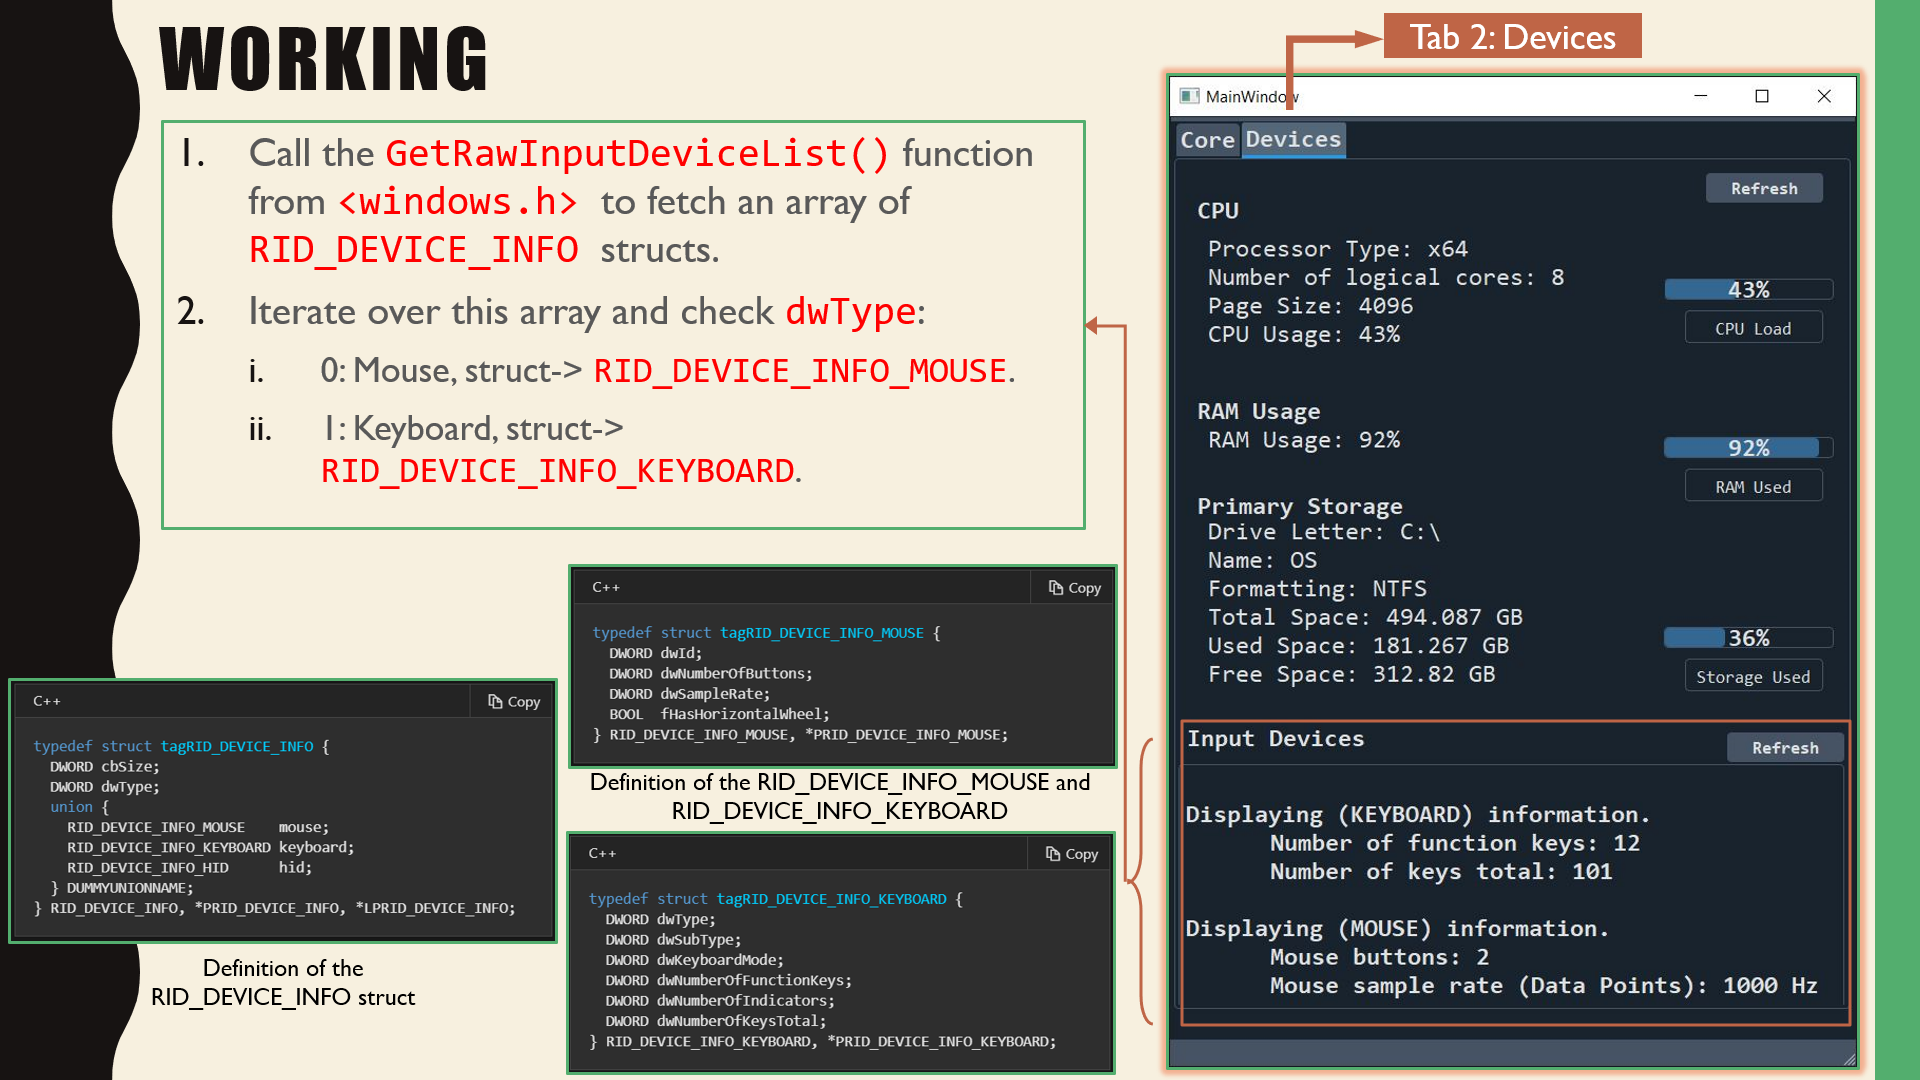 WORKING
1. Call the GetRawInputDeviceList() function
from <windows.h> to fetch an array of
RID_DEVICE_INFO structs.
2. Iterate over this array and check dwType:
i. 0: Mouse, struct-> RID_DEVICE_INFO_MOUSE.
ii. 1: Keyboard, struct->
RID_DEVICE_INFO_KEYBOARD.
C++ Copy
typedef struct tagRID_DEVICE_INFO {
DWORD cbSize;
DWORD dwType;
union {
RID_DEVICE_INFO_MOUSE mouse;
RID_DEVICE_INFO_KEYBOARD keyboard;
RID_DEVICE_INFO_HID hid;
} DUMMYUNIONNAME;
} RID_DEVICE_INFO, *PRID_DEVICE_INFO, *LPRID_DEVICE_INFO;
Definition of the
RID_DEVICE_INFO struct
C++ Copy
typedef struct tagRID_DEVICE_INFO_MOUSE {
DWORD dwId;
DWORD dwNumberOfButtons;
DWORD dwSampleRate;
BOOL fHasHorizontalWheel;
} RID_DEVICE_INFO_MOUSE, *PRID_DEVICE_INFO_MOUSE;
Definition of the RID_DEVICE_INFO_MOUSE and
RID_DEVICE_INFO_KEYBOARD
C++ Copy
typedef struct tagRID_DEVICE_INFO_KEYBOARD {
DWORD dwType;
DWORD dwSubType;
DWORD dwKeyboardMode;
DWORD dwNumberOfFunctionKeys;
DWORD dwNumberOfIndicators;
DWORD dwNumberOfKeysTotal;
} RID_DEVICE_INFO_KEYBOARD, *PRID_DEVICE_INFO_KEYBOARD;
Tab 2: Devices
MainWindow
Core Devices
Refresh
CPU
Processor Type: x64
Number of logical cores: 8
Page Size: 4096
CPU Usage: 43%
43%
CPU Load
RAM Usage
RAM Usage: 92%
92%
RAM Used
Primary Storage
Drive Letter: C:\
Name: OS
Formatting: NTFS
Total Space: 494.087 GB
Used Space: 181.267 GB
Free Space: 312.82 GB
36%
Storage Used
Input Devices
Refresh
Displaying (KEYBOARD) information.
Number of function keys: 12
Number of keys total: 101
Displaying (MOUSE) information.
Mouse buttons: 2
Mouse sample rate (Data Points): 1000 Hz